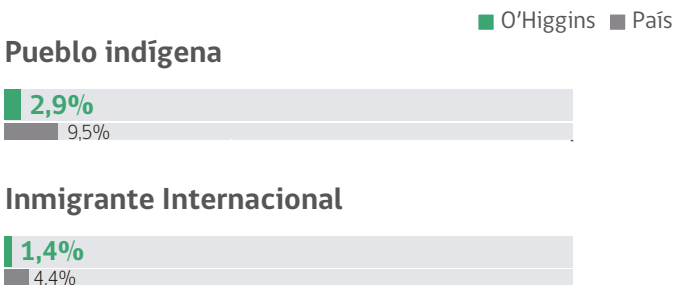 O’Higgins País
Pueblo indígena
2,9%
9,5%
Inmigrante Internacional
1,4%
4,4%